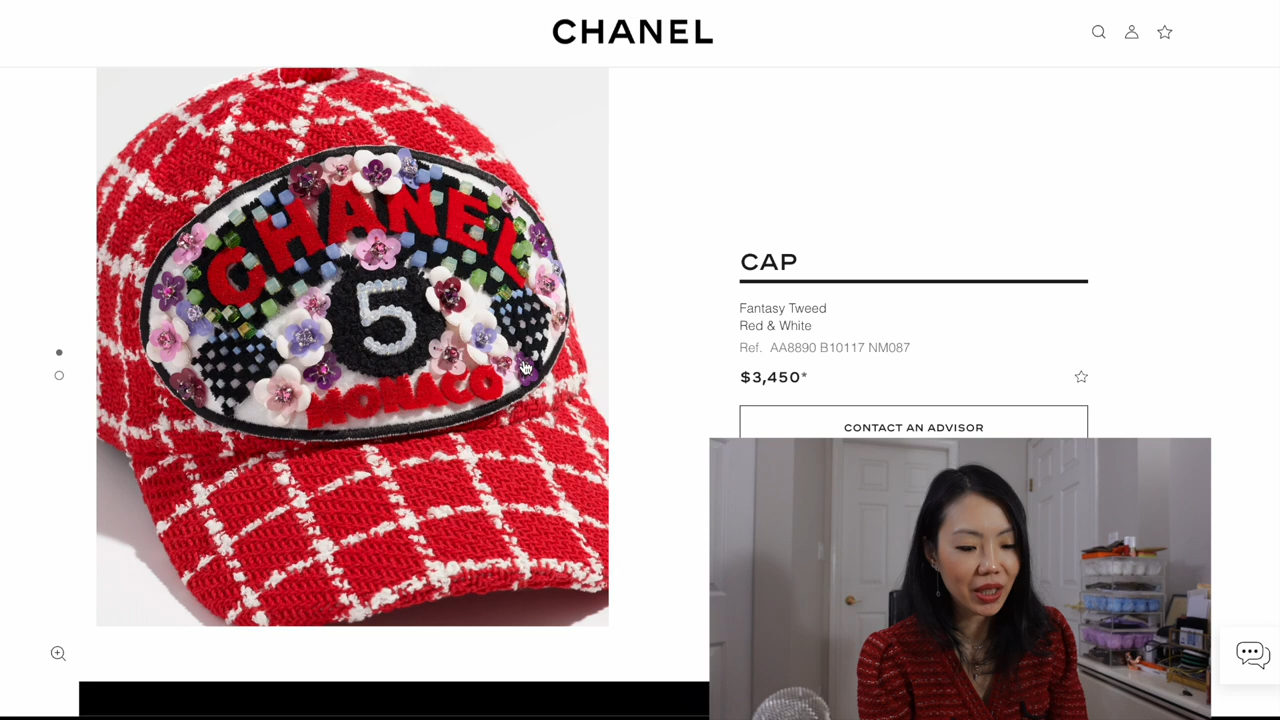 CHANEL
CHANEL
5
MONACO
CAP
Fantasy Tweed
Red & White
Ref. AA8890 B10117 NM087
$3,450*
CONTACT AN ADVISOR